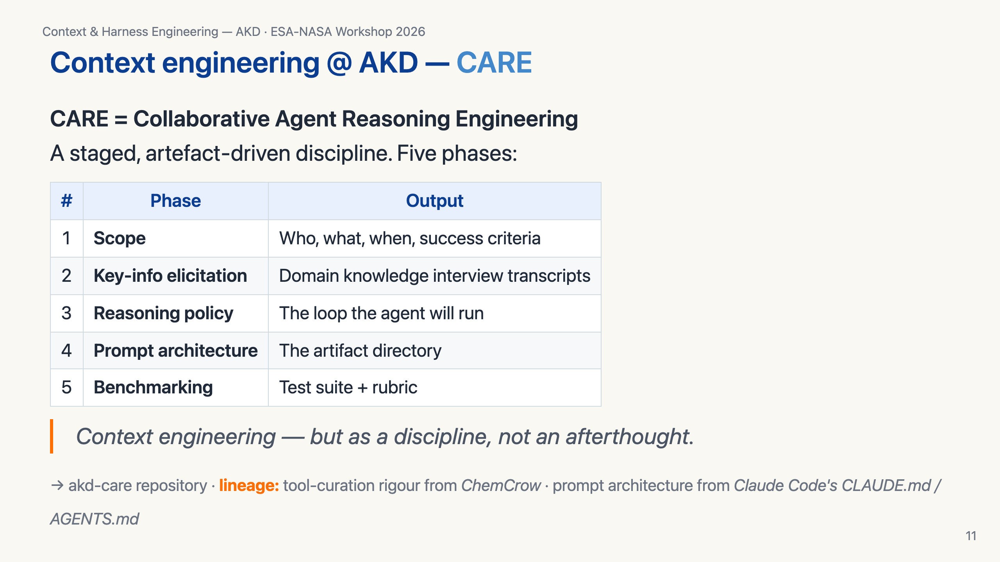 Context & Harness Engineering — AKD · ESA-NASA Workshop 2026
Context engineering @ AKD — CARE
CARE = Collaborative Agent Reasoning Engineering
A staged, artefact-driven discipline. Five phases:
# Phase Output
1 Scope Who, what, when, success criteria
2 Key-info elicitation Domain knowledge interview transcripts
3 Reasoning policy The loop the agent will run
4 Prompt architecture The artifact directory
5 Benchmarking Test suite + rubric
Context engineering — but as a discipline, not an afterthought.
→ akd-care repository · lineage: tool-curation rigour from ChemCrow · prompt architecture from Claude Code's CLAUDE.md /
AGENTS.md
11